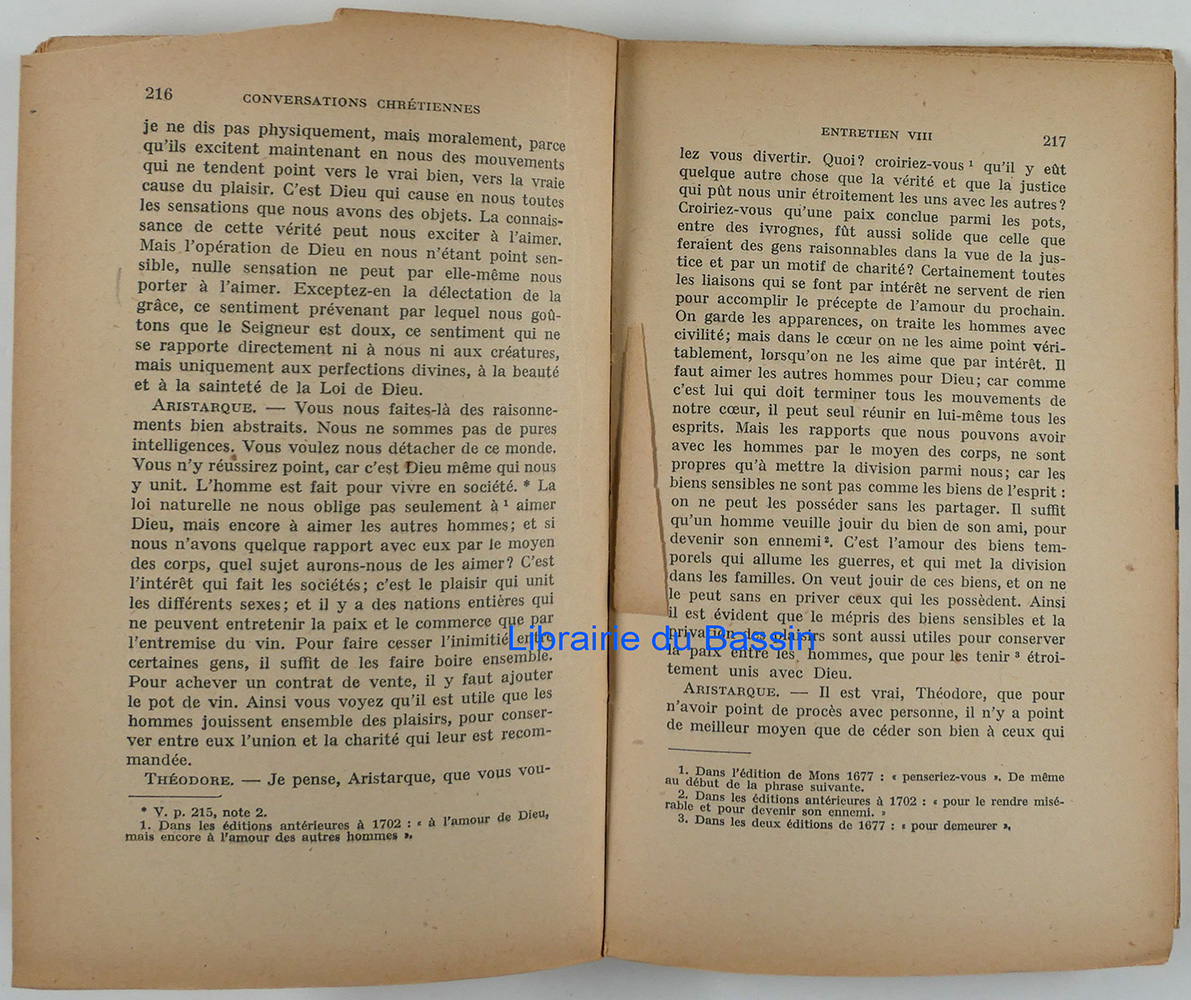 216
CONVERSATIONS CHRÉTIENNES
je ne dis pas physiquement, mais moralement, parce
qu'ils excitent maintenant en nous des mouvements
qui ne tendent point vers le vrai bien, vers la vraie
cause du plaisir. C'est Dieu qui cause en nous toutes
les sensations que nous avons des objets. La connais-
sance de cette vérité peut nous exciter à l'aimer.
Mais l'opération de Dieu en nous n'étant point sen-
sible, nulle sensation ne peut par elle-même nous
porter à l'aimer. Exceptez-en la délectation de la
grâce, ce sentiment prévenant par lequel nous goû-
tons que le Seigneur est doux, ce sentiment qui ne
se rapporte directement ni à nous ni aux créatures,
mais uniquement aux perfections divines, à la beauté
et à la sainteté de la Loi de Dieu.
ARISTARQUE. — Vous nous faites-là des raisonne-
ments bien abstraits. Nous ne sommes pas de pures
intelligences. Vous voulez nous détacher de ce monde.
Vous n'y réussirez point, car c'est Dieu même qui nous
y unit. L'homme est fait pour vivre en société. * La
loi naturelle ne nous oblige pas seulement à ¹ aimer
Dieu, mais encore à aimer les autres hommes; et si
nous n'avons quelque rapport avec eux par le moyen
des corps, quel sujet aurons-nous de les aimer? C'est
l'intérêt qui fait les sociétés; c'est le plaisir qui unit
les différents sexes; et il y a des nations entières qui
ne peuvent entretenir la paix et le commerce que par
l'entremise du vin. Pour faire cesser l'inimitié entre
certaines gens, il suffit de les faire boire ensemble.
Pour achever un contrat de vente, il y faut ajouter
le pot de vin. Ainsi vous voyez qu'il est utile que les
hommes jouissent ensemble des plaisirs, pour conser-
ver entre eux l'union et la charité qui leur est recom-
mandée.
THÉODORE. — Je pense, Aristarque, que vous vou-
* V. p. 215, note 2.
1. Dans les éditions antérieures à 1702 : « à l'amour de Dieu,
mais encore à l'amour des autres hommes ».
ENTRETIEN VIII
217
lez vous divertir. Quoi? croiriez-vous ¹ qu'il y eût
quelque autre chose que la vérité et que la justice
qui pût nous unir étroitement les uns avec les autres?
Croiriez-vous qu'une paix conclue parmi les pots,
entre des ivrognes, fût aussi solide que celle que
feraient des gens raisonnables dans la vue de la jus-
tice et par un motif de charité? Certainement toutes
les liaisons qui se font par intérêt ne servent de rien
pour accomplir le précepte de l'amour du prochain.
On garde les apparences, on traite les hommes avec
civilité; mais dans le cœur on ne les aime point véri-
tablement, lorsqu'on ne les aime que par intérêt. Il
faut aimer les autres hommes pour Dieu; car comme
c'est lui qui doit terminer tous les mouvements de
notre cœur, il peut seul réunir en lui-même tous les
esprits. Mais les rapports que nous pouvons avoir
avec les hommes par le moyen des corps, ne sont
propres qu'à mettre la division parmi nous; car les
biens sensibles ne sont pas comme les biens de l'esprit :
on ne peut les posséder sans les partager. Il suffit
qu'un homme veuille jouir du bien de son ami, pour
devenir son ennemi². C'est l'amour des biens tem-
porels qui allume les guerres, et qui met la division
dans les familles. On veut jouir de ces biens, et on ne
le peut sans en priver ceux qui les possèdent. Ainsi
il est évident que le mépris des biens sensibles et la
privation des plaisirs sont aussi utiles pour conserver
la paix entre les hommes, que pour les tenir ³ étroi-
tement unis avec Dieu.
ARISTARQUE. — Il est vrai, Théodore, que pour
n'avoir point de procès avec personne, il n'y a point
de meilleur moyen que de céder son bien à ceux qui
1. Dans l'édition de Mons 1677 : « penseriez-vous ». De même
au début de la phrase suivante.
2. Dans les éditions antérieures à 1702 : « pour le rendre misé-
rable et pour devenir son ennemi. »
3. Dans les deux éditions de 1677 : « pour demeurer ».
Librairie du Bassin